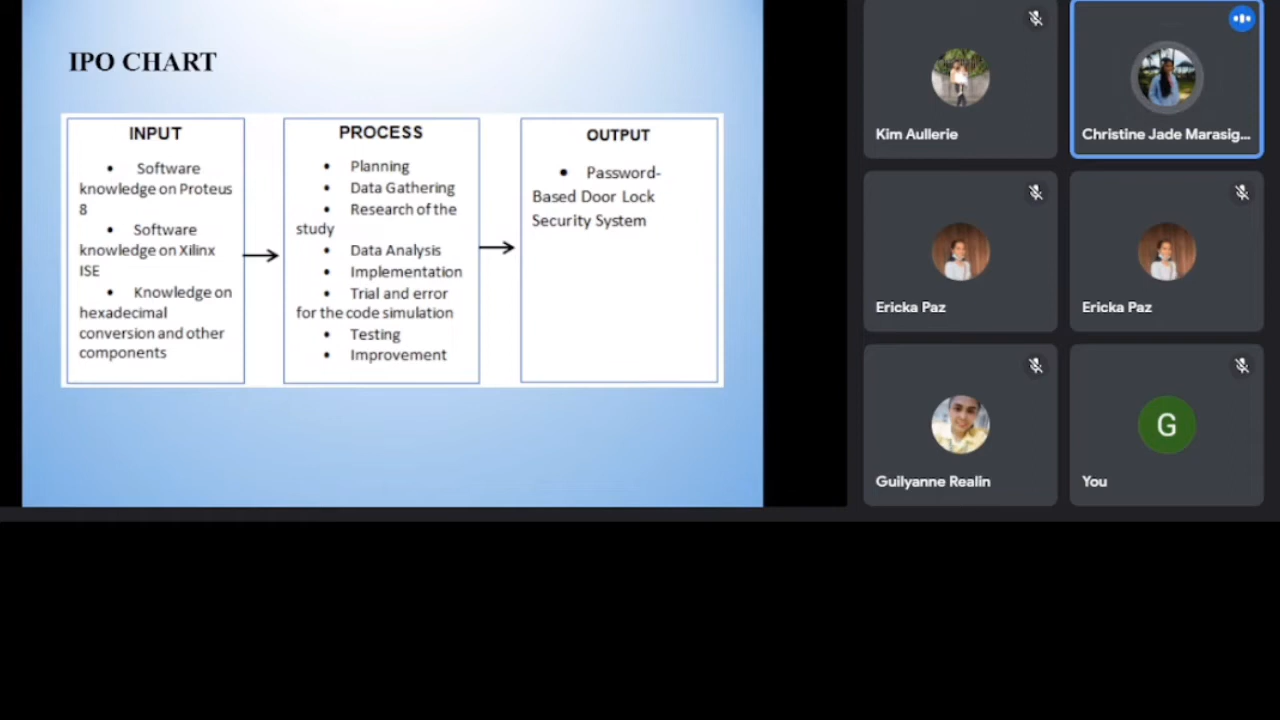 IPO CHART
INPUT
• Software
knowledge on Proteus
8
• Software
knowledge on Xilinx
ISE
• Knowledge on
hexadecimal
conversion and other
components
PROCESS
• Planning
• Data Gathering
• Research of the
study
• Data Analysis
• Implementation
• Trial and error
for the code simulation
• Testing
• Improvement
OUTPUT
• Password-
Based Door Lock
Security System
Kim Aullerie
Christine Jade Marasig...
Ericka Paz
Ericka Paz
Guilyanne Realin
G
You